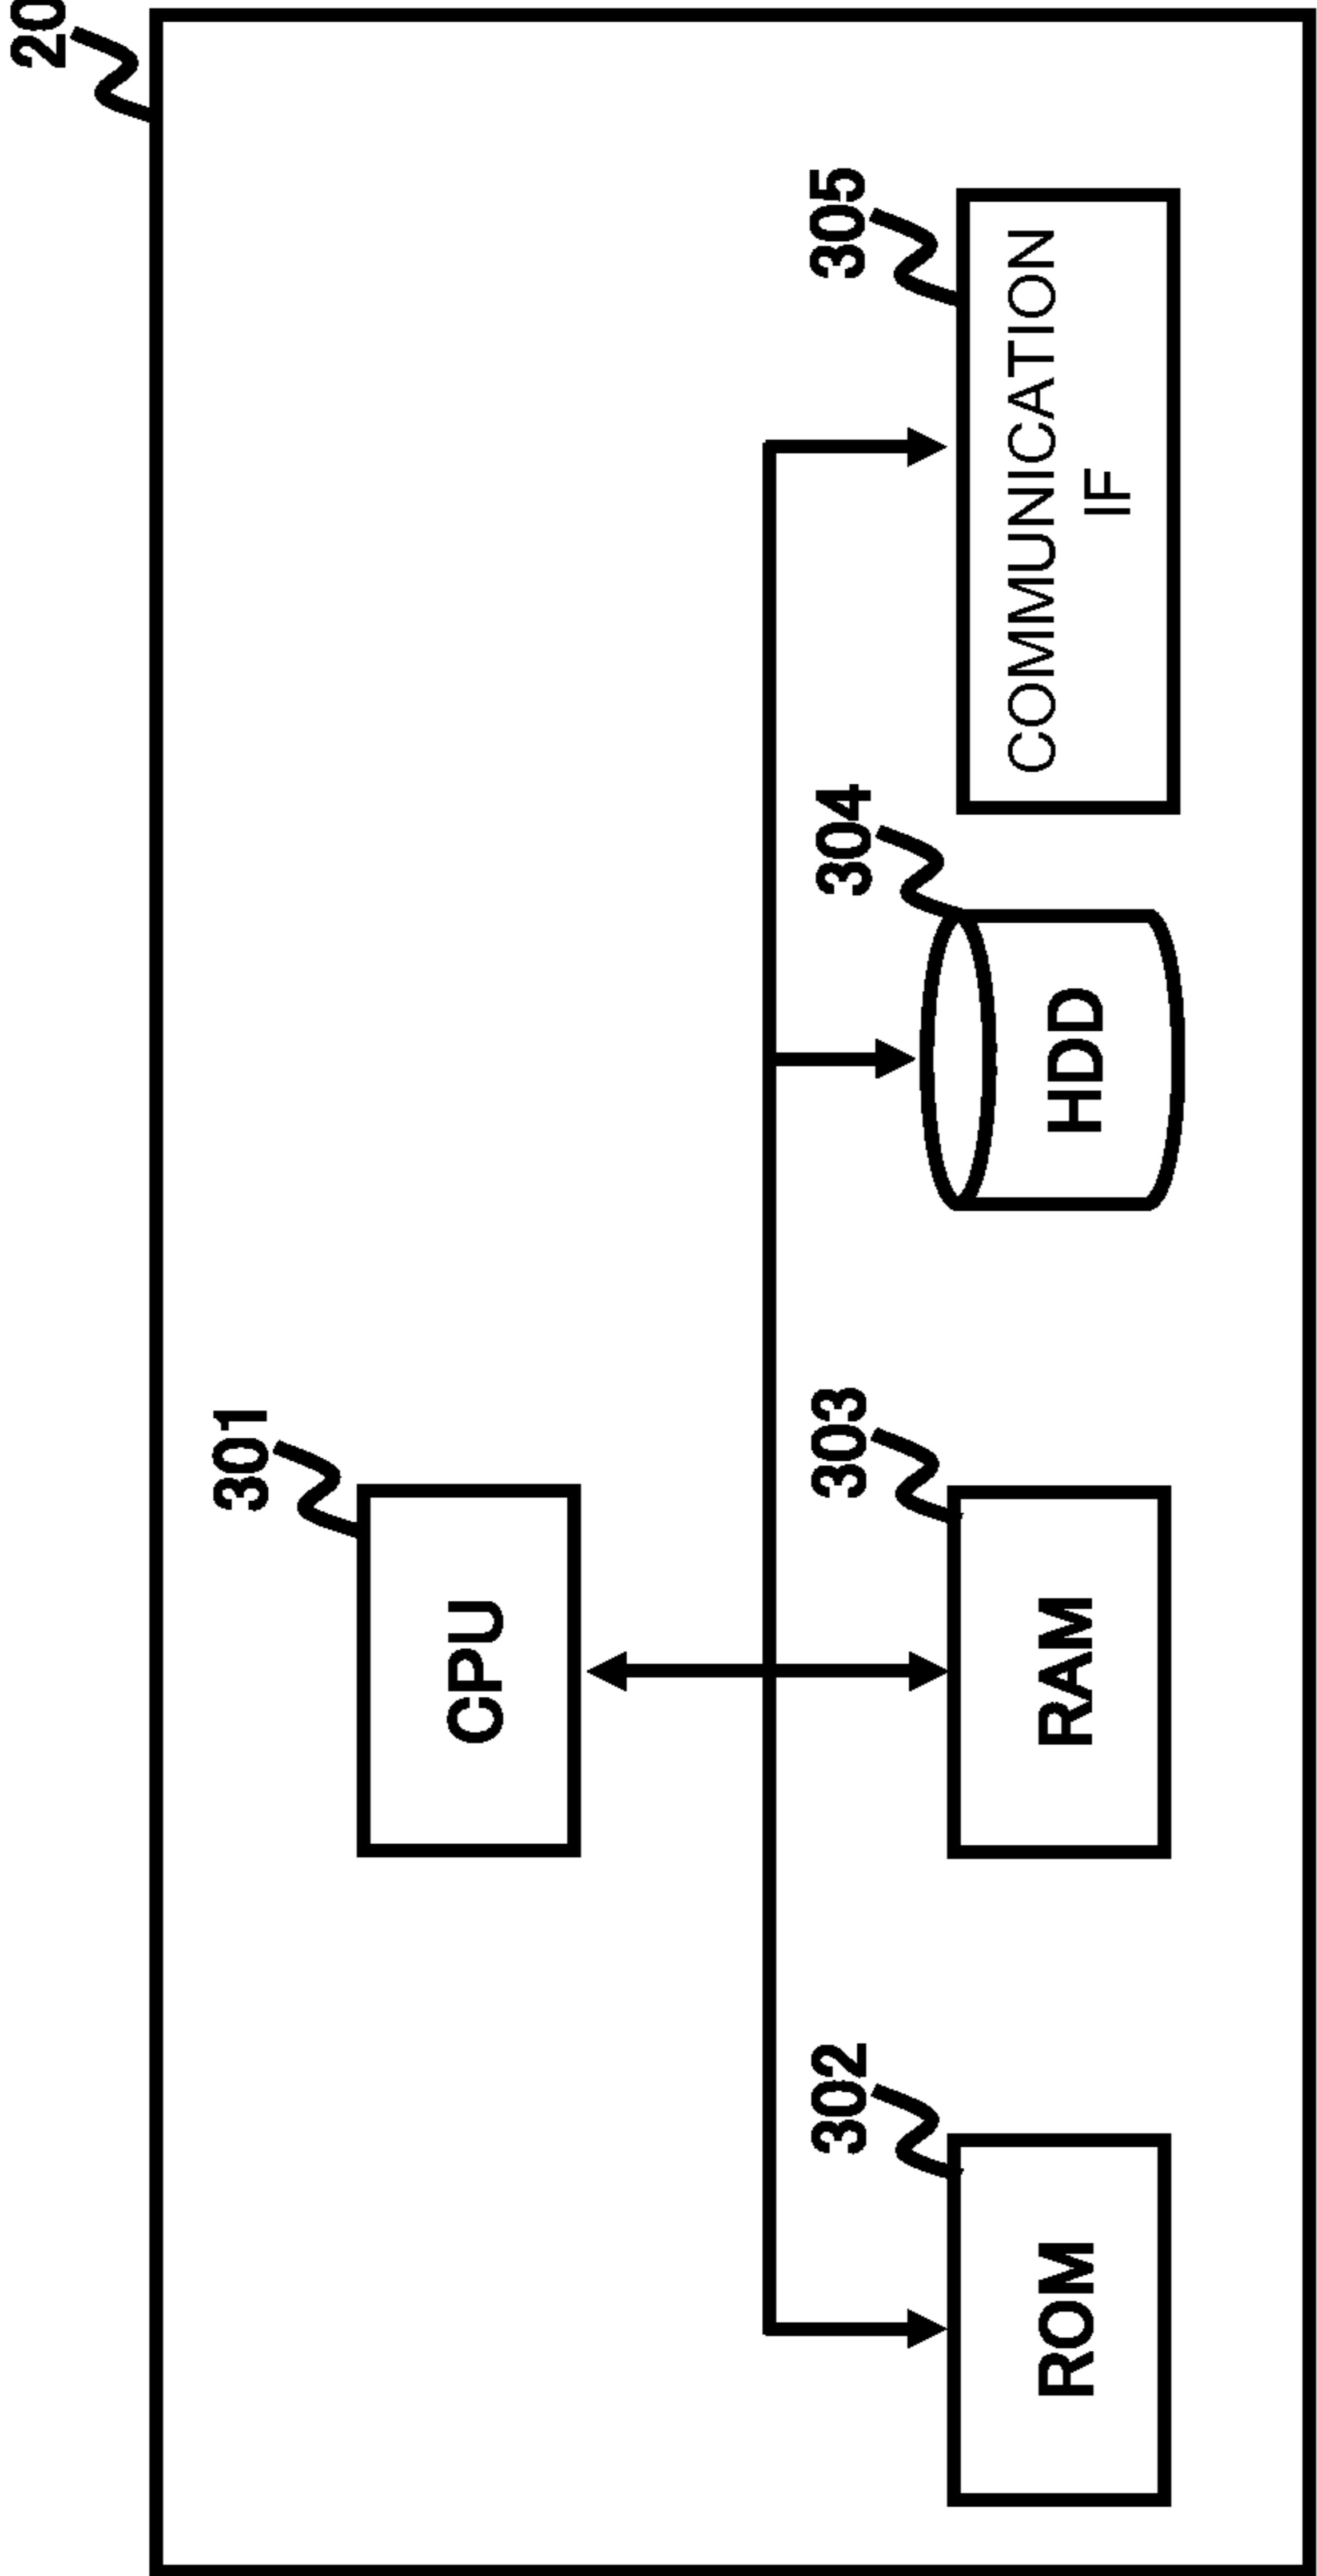 20
301
CPU
302
ROM
303
RAM
304
HDD
305
COMMUNICATION
IF